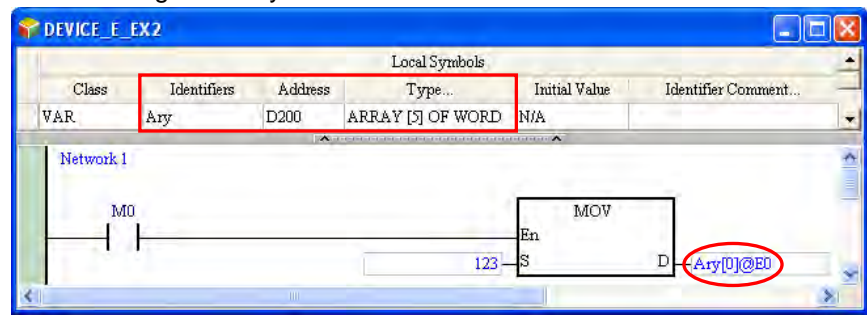 DEVICE_E_EX2
Local Symbols
Class Identifiers Address Type... Initial Value Identifier Comment...
VAR Ary D200 ARRAY [5] OF WORD N/A
Network 1
M0
MOV
En
123 S D Ary[0]@E0